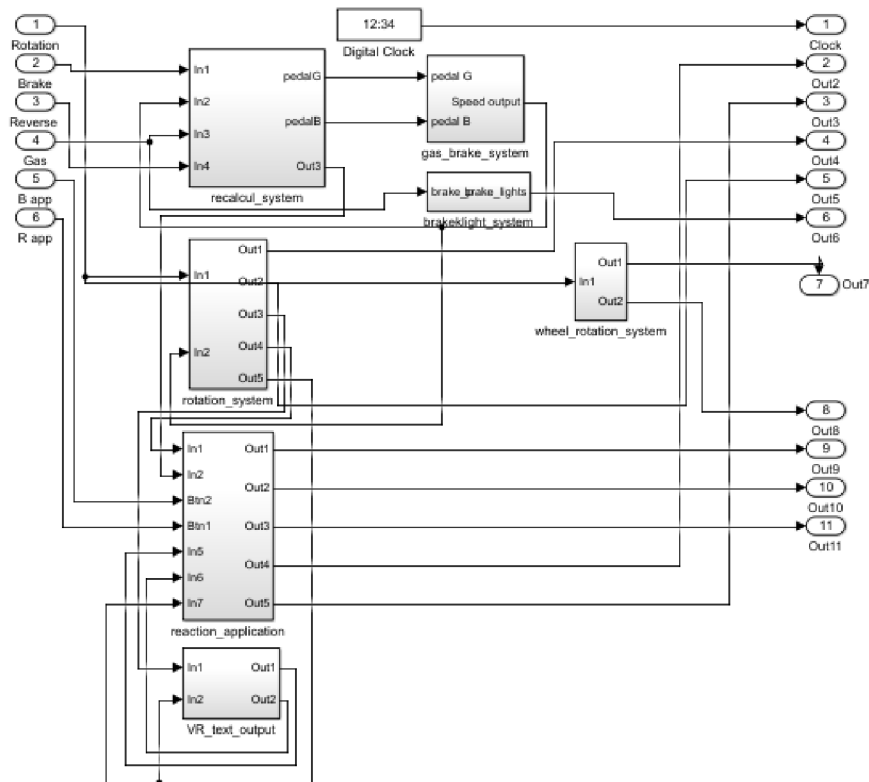 1
Rotation
2
Brake
3
Reverse
4
Gas
5
B app
6
R app
12:34
Digital Clock
In1
In2
In3
In4
pedalG
pedalB
Out3
recalcul_system
pedal G
Speed output
pedal B
gas_brake_system
brake_lights
brakeklight_system
In1
In2
Out1
Out2
Out3
Out4
Out5
rotation_system
In1
Out1
Out2
wheel_rotation_system
In1
In2
Btn2
Btn1
In5
In6
In7
Out1
Out2
Out3
Out4
Out5
reaction_application
In1
In2
Out1
Out2
VR_text_output
1
Clock
2
Out2
3
Out3
4
Out4
5
Out5
6
Out6
7
Out7
8
Out8
9
Out9
10
Out10
11
Out11